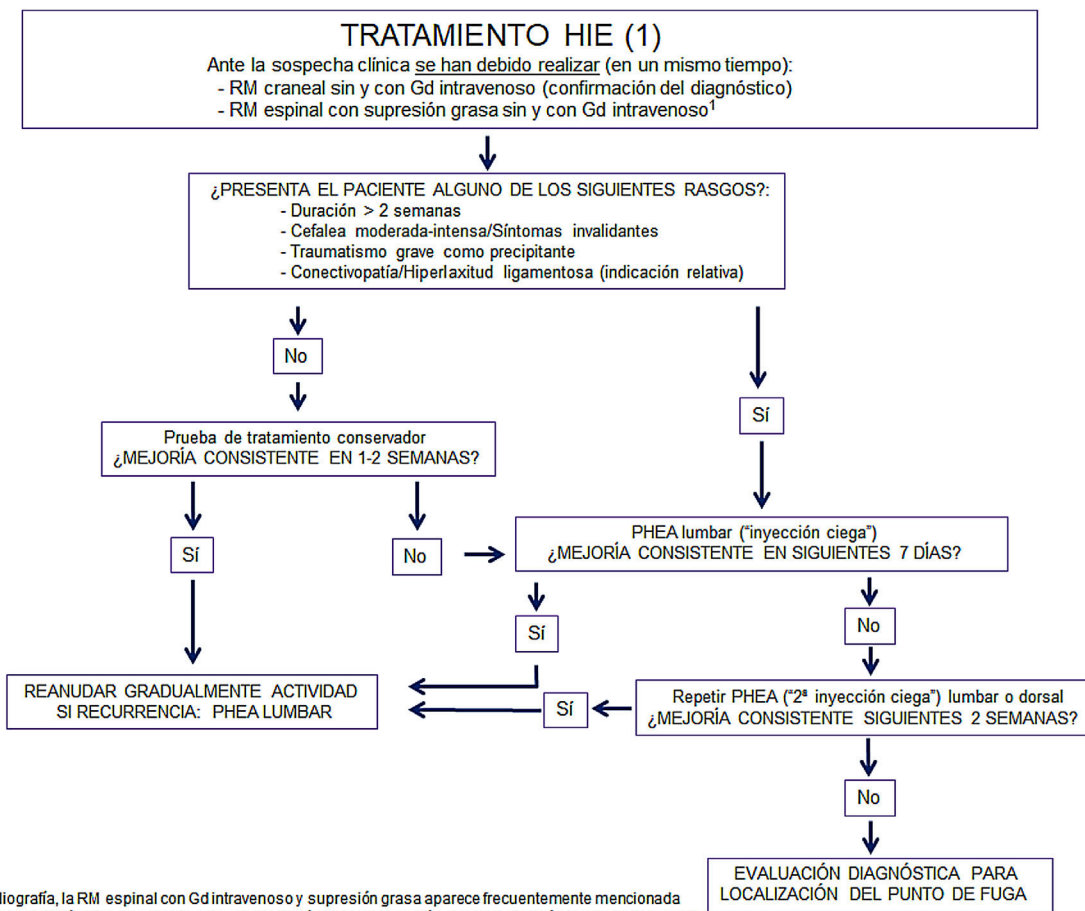 TRATAMIENTO HIE (1)
Ante la sospecha clínica se han debido realizar (en un mismo tiempo):
- RM craneal sin y con Gd intravenoso (confirmación del diagnóstico)
- RM espinal con supresión grasa sin y con Gd intravenoso1
¿PRESENTA EL PACIENTE ALGUNO DE LOS SIGUIENTES RASGOS?:
- Duración > 2 semanas
- Cefalea moderada-intensa/Síntomas invalidantes
- Traumatismo grave como precipitante
- Conectivopatía/Hiperlaxitud ligamentosa (indicación relativa)
No
Sí
Prueba de tratamiento conservador
¿MEJORÍA CONSISTENTE EN 1-2 SEMANAS?
Sí
No
PHEA lumbar ("inyección ciega")
¿MEJORÍA CONSISTENTE EN SIGUIENTES 7 DÍAS?
Sí
No
REANUDAR GRADUALMENTE ACTIVIDAD
SI RECURRENCIA: PHEA LUMBAR
Sí
Repetir PHEA ("2ª inyección ciega") lumbar o dorsal
¿MEJORÍA CONSISTENTE SIGUIENTES 2 SEMANAS?
No
EVALUACIÓN DIAGNÓSTICA PARA
LOCALIZACIÓN DEL PUNTO DE FUGA
liografía, la RM espinal con Gd intravenoso y supresión grasa aparece frecuentemente mencionada